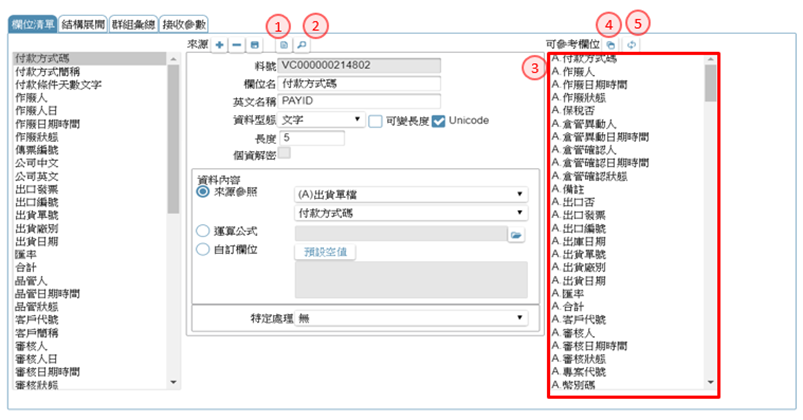 欄位清單 結構展開 群組彙總 接收參數
1 2 3 4 5
來源
可參考欄位
付款方式碼
付款方式簡稱
付款條件天數文字
作廢人
作廢人日
作廢日期時間
作廢狀態
傳票編號
公司中文
公司英文
出口發票
出口編號
出貨單號
出貨廠別
出貨日期
匯率
合計
品管人
品管日期時間
品管狀態
客戶代號
客戶簡稱
審核人
審核人日
審核日期時間
審核狀態
料號 VC000000214802
欄位名 付款方式碼
英文名稱 PAYID
資料型態 文字 可變長度 Unicode
長度 5
個資解密
資料內容
來源參照 (A)出貨單檔
付款方式碼
運算公式
自訂欄位 預設空值
特定處理 無
A.付款方式碼
A.作廢人
A.作廢日期時間
A.作廢狀態
A.保稅否
A.倉管異動人
A.倉管異動日期時間
A.倉管確認人
A.倉管確認日期時間
A.倉管確認狀態
A.備註
A.出口否
A.出口發票
A.出口編號
A.出庫日期
A.出貨單號
A.出貨廠別
A.出貨日期
A.匯率
A.合計
A.客戶代號
A.審核人
A.審核日期時間
A.審核狀態
A.專案代號
A.幣別碼